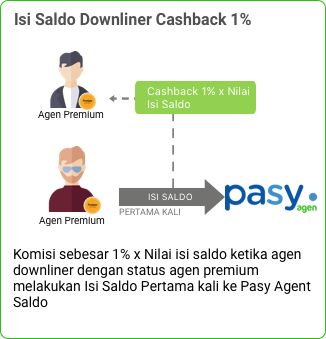 Isi Saldo Downliner Cashback 1%
Cashback 1% x Nilai
Isi Saldo
Agen Premium
Agen Premium
ISI SALDO
PERTAMA KALI
pasy
agen
Komisi sebesar 1% x Nilai isi saldo ketika agen
downliner dengan status agen premium
melakukan Isi Saldo Pertama kali ke Pasy Agent
Saldo